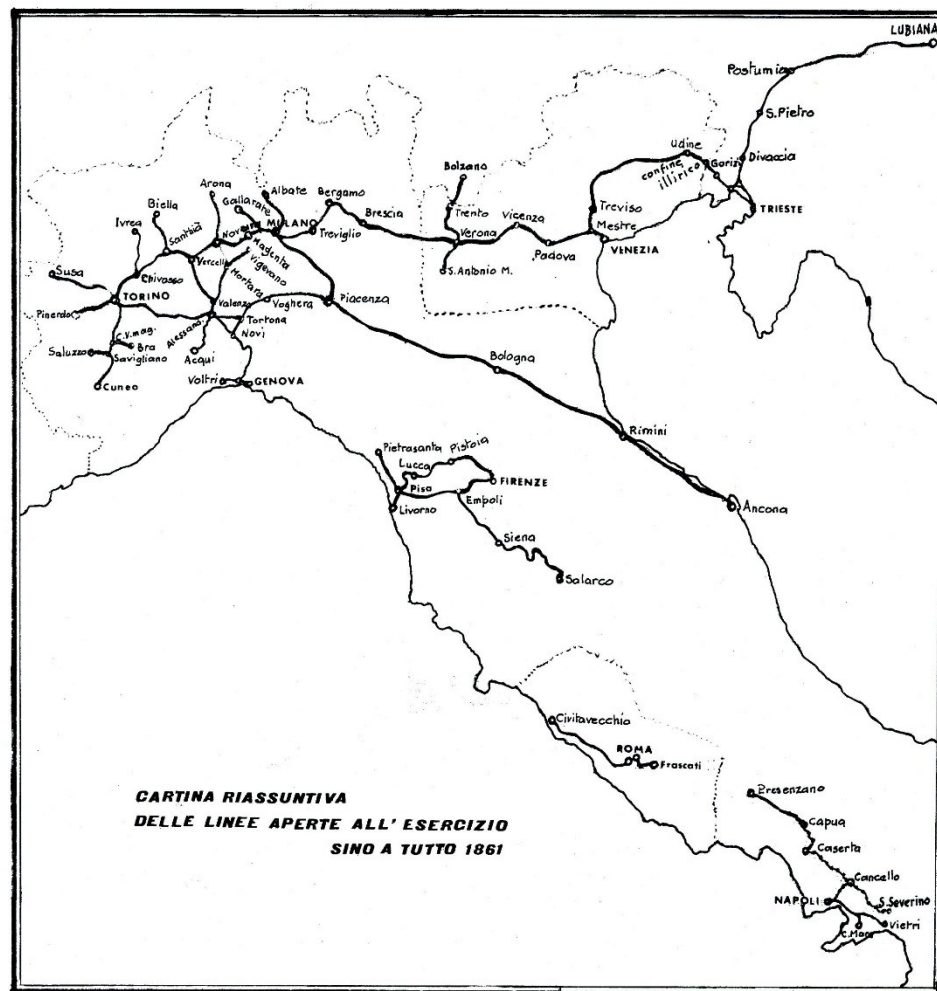 LUBIANA
Postumia
S. Pietro
Udine
Divaccia
Bolzano
Goriz
confine
illirico
Arona
Albate
Bergamo
Biella
Gallarate
TRIESTE
Brescia
Trento
Vicenza
Treviso
Ivrea
Santhià
MILANO
Treviglio
Verona
Mestre
Magenta
Padova
VENEZIA
Susa
Vercelli
Vigevano
S. Antonio M.
Chivasso
Mortara
TORINO
Valenza
Voghera
Piacenza
Pinerolo
Tortona
C.V.mag.
Alessand.
Novi
Bra
Saluzzo
Savigliano
Acqui
Bologna
Cuneo
Voltri
GENOVA
Rimini
Pietrasanta
Pistoia
Lucca
FIRENZE
Pisa
Empoli
Livorno
Ancona
Siena
Salarco
Civitavecchia
ROMA
Frascati
CARTINA RIASSUNTIVA
DELLE LINEE APERTE ALL' ESERCIZIO
SINO A TUTTO 1861
Presenzano
Capua
Caserta
Cancello
NAPOLI
S. Severino
Vietri